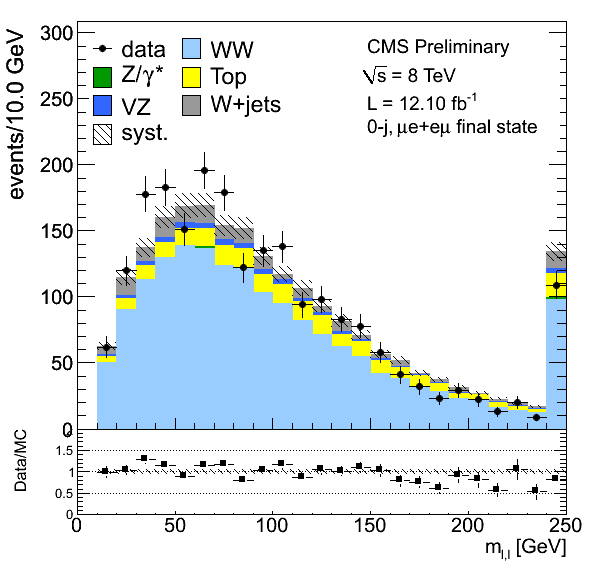 events/10.0 GeV
300
250
200
150
100
50
0
data
Z/γ*
VZ
syst.
WW
Top
W+jets
CMS Preliminary
√s = 8 TeV
L = 12.10 fb⁻¹
0-j, μe+eμ final state
Data/MC
2
1.5
1
0.5
0
0 50 100 150 200 250
m_l,l [GeV]